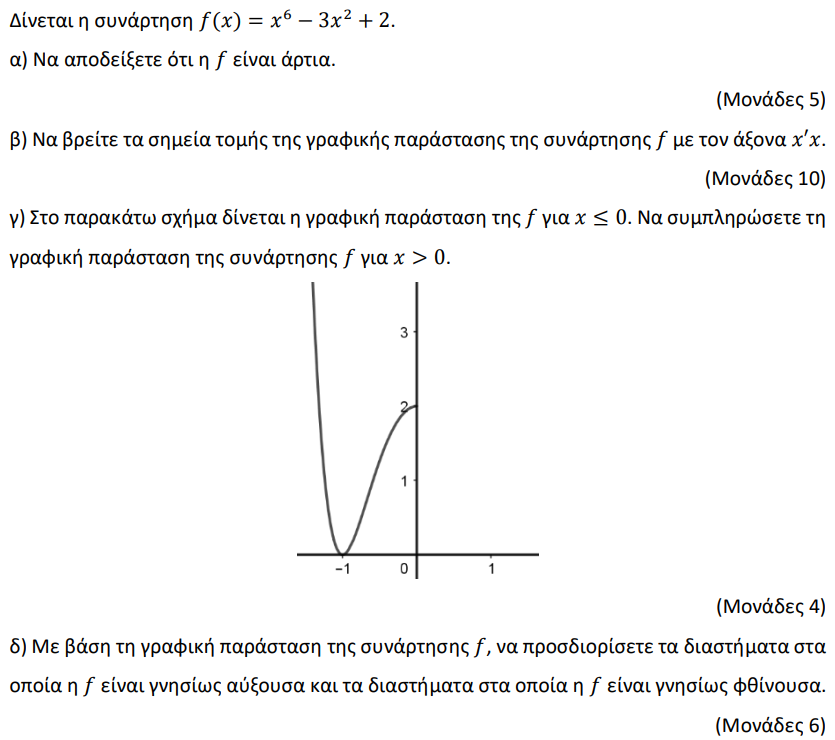 Δίνεται η συνάρτηση f(x) = x⁶ − 3x² + 2.
α) Να αποδείξετε ότι η f είναι άρτια.
(Μονάδες 5)
β) Να βρείτε τα σημεία τομής της γραφικής παράστασης της συνάρτησης f με τον άξονα x′x.
(Μονάδες 10)
γ) Στο παρακάτω σχήμα δίνεται η γραφική παράσταση της f για x ≤ 0. Να συμπληρώσετε τη
γραφική παράσταση της συνάρτησης f για x > 0.
3
2
1
−1 0 1
(Μονάδες 4)
δ) Με βάση τη γραφική παράσταση της συνάρτησης f, να προσδιορίσετε τα διαστήματα στα
οποία η f είναι γνησίως αύξουσα και τα διαστήματα στα οποία η f είναι γνησίως φθίνουσα.
(Μονάδες 6)